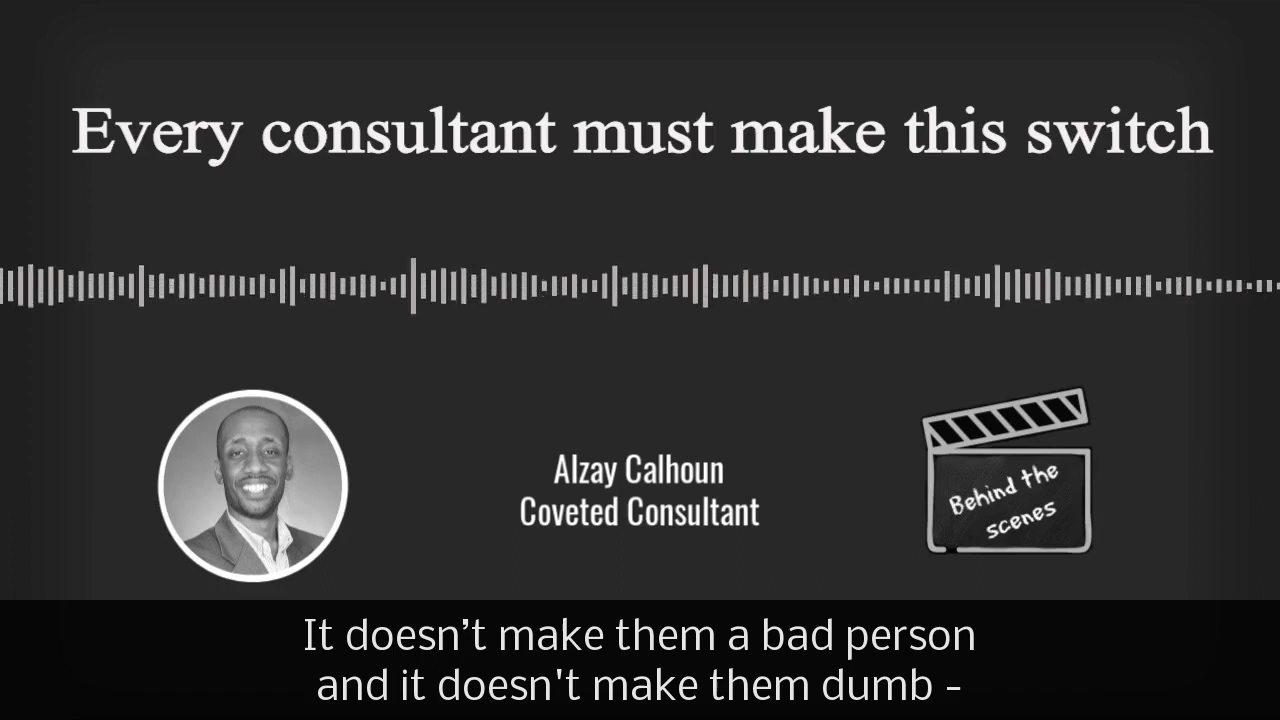 Every consultant must make this switch
Alzay Calhoun
Coveted Consultant
Behind the
scenes
It doesn’t make them a bad person
and it doesn't make them dumb -